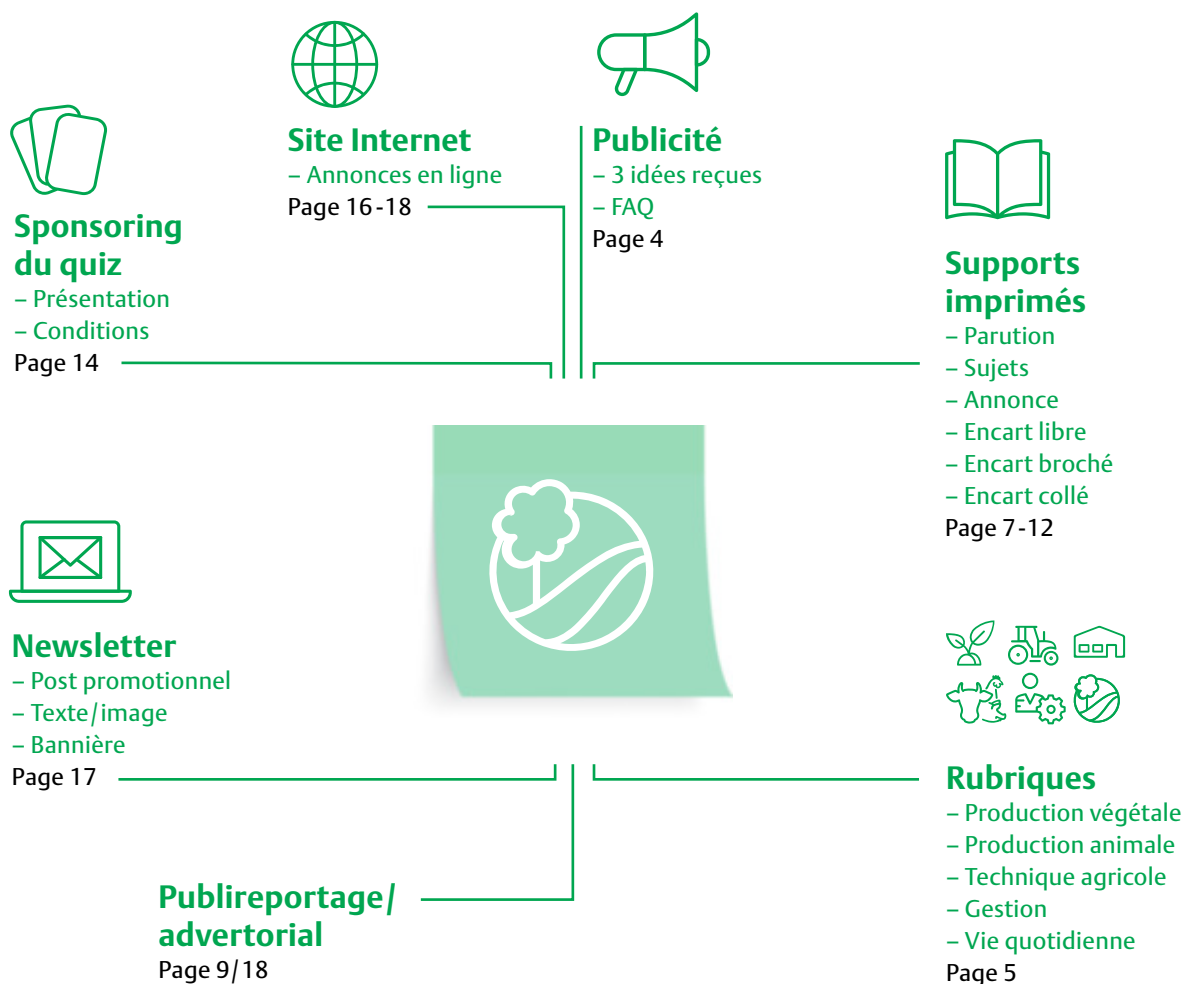 Site Internet
– Annonces en ligne
Page 16-18
Publicité
– 3 idées reçues
– FAQ
Page 4
Sponsoring
du quiz
– Présentation
– Conditions
Page 14
Supports
imprimés
– Parution
– Sujets
– Annonce
– Encart libre
– Encart broché
– Encart collé
Page 7-12
Newsletter
– Post promotionnel
– Texte/image
– Bannière
Page 17
Rubriques
– Production végétale
– Production animale
– Technique agricole
– Gestion
– Vie quotidienne
Page 5
Publireportage/
advertorial
Page 9/18